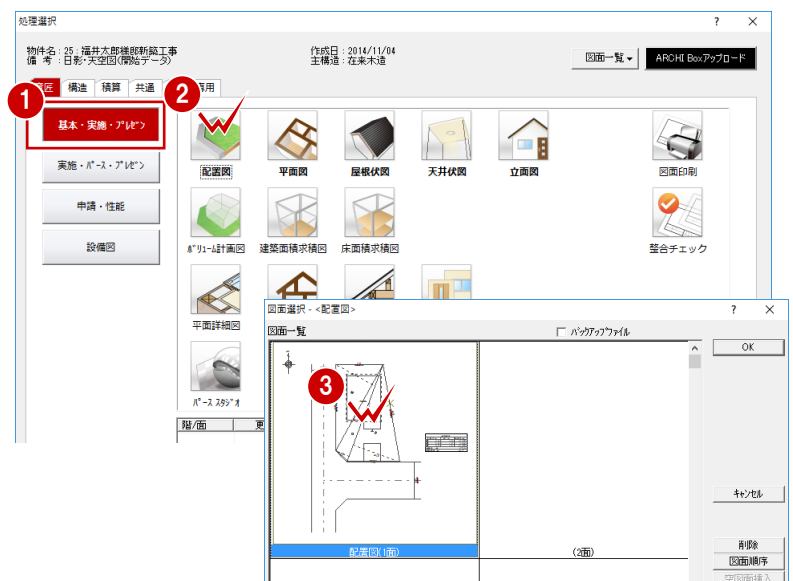 処理選択
? ×
物件名:25:福井太郎様邸新築工事
備 考:日影・天空図(開始データ)
作成日:2014/11/04
主構造:在来木造
図面一覧
ARCHI Boxアップロード
構造 積算 共通
1
2
基本・実施・プレゼン
実施・パース・プレゼン
申請・性能
設備図
配置図 平面図 屋根伏図 天井伏図 立面図 図面印刷
ボリューム計画図 建築面積求積図 床面積求積図 整合チェック
平面詳細図
パース スタジオ
階/面 更
図面選択 - <配置図>
? ×
図面一覧
バックアップファイル
OK
3
キャンセル
配置図(1面) (2面)
削除
図面順序
空図面挿入